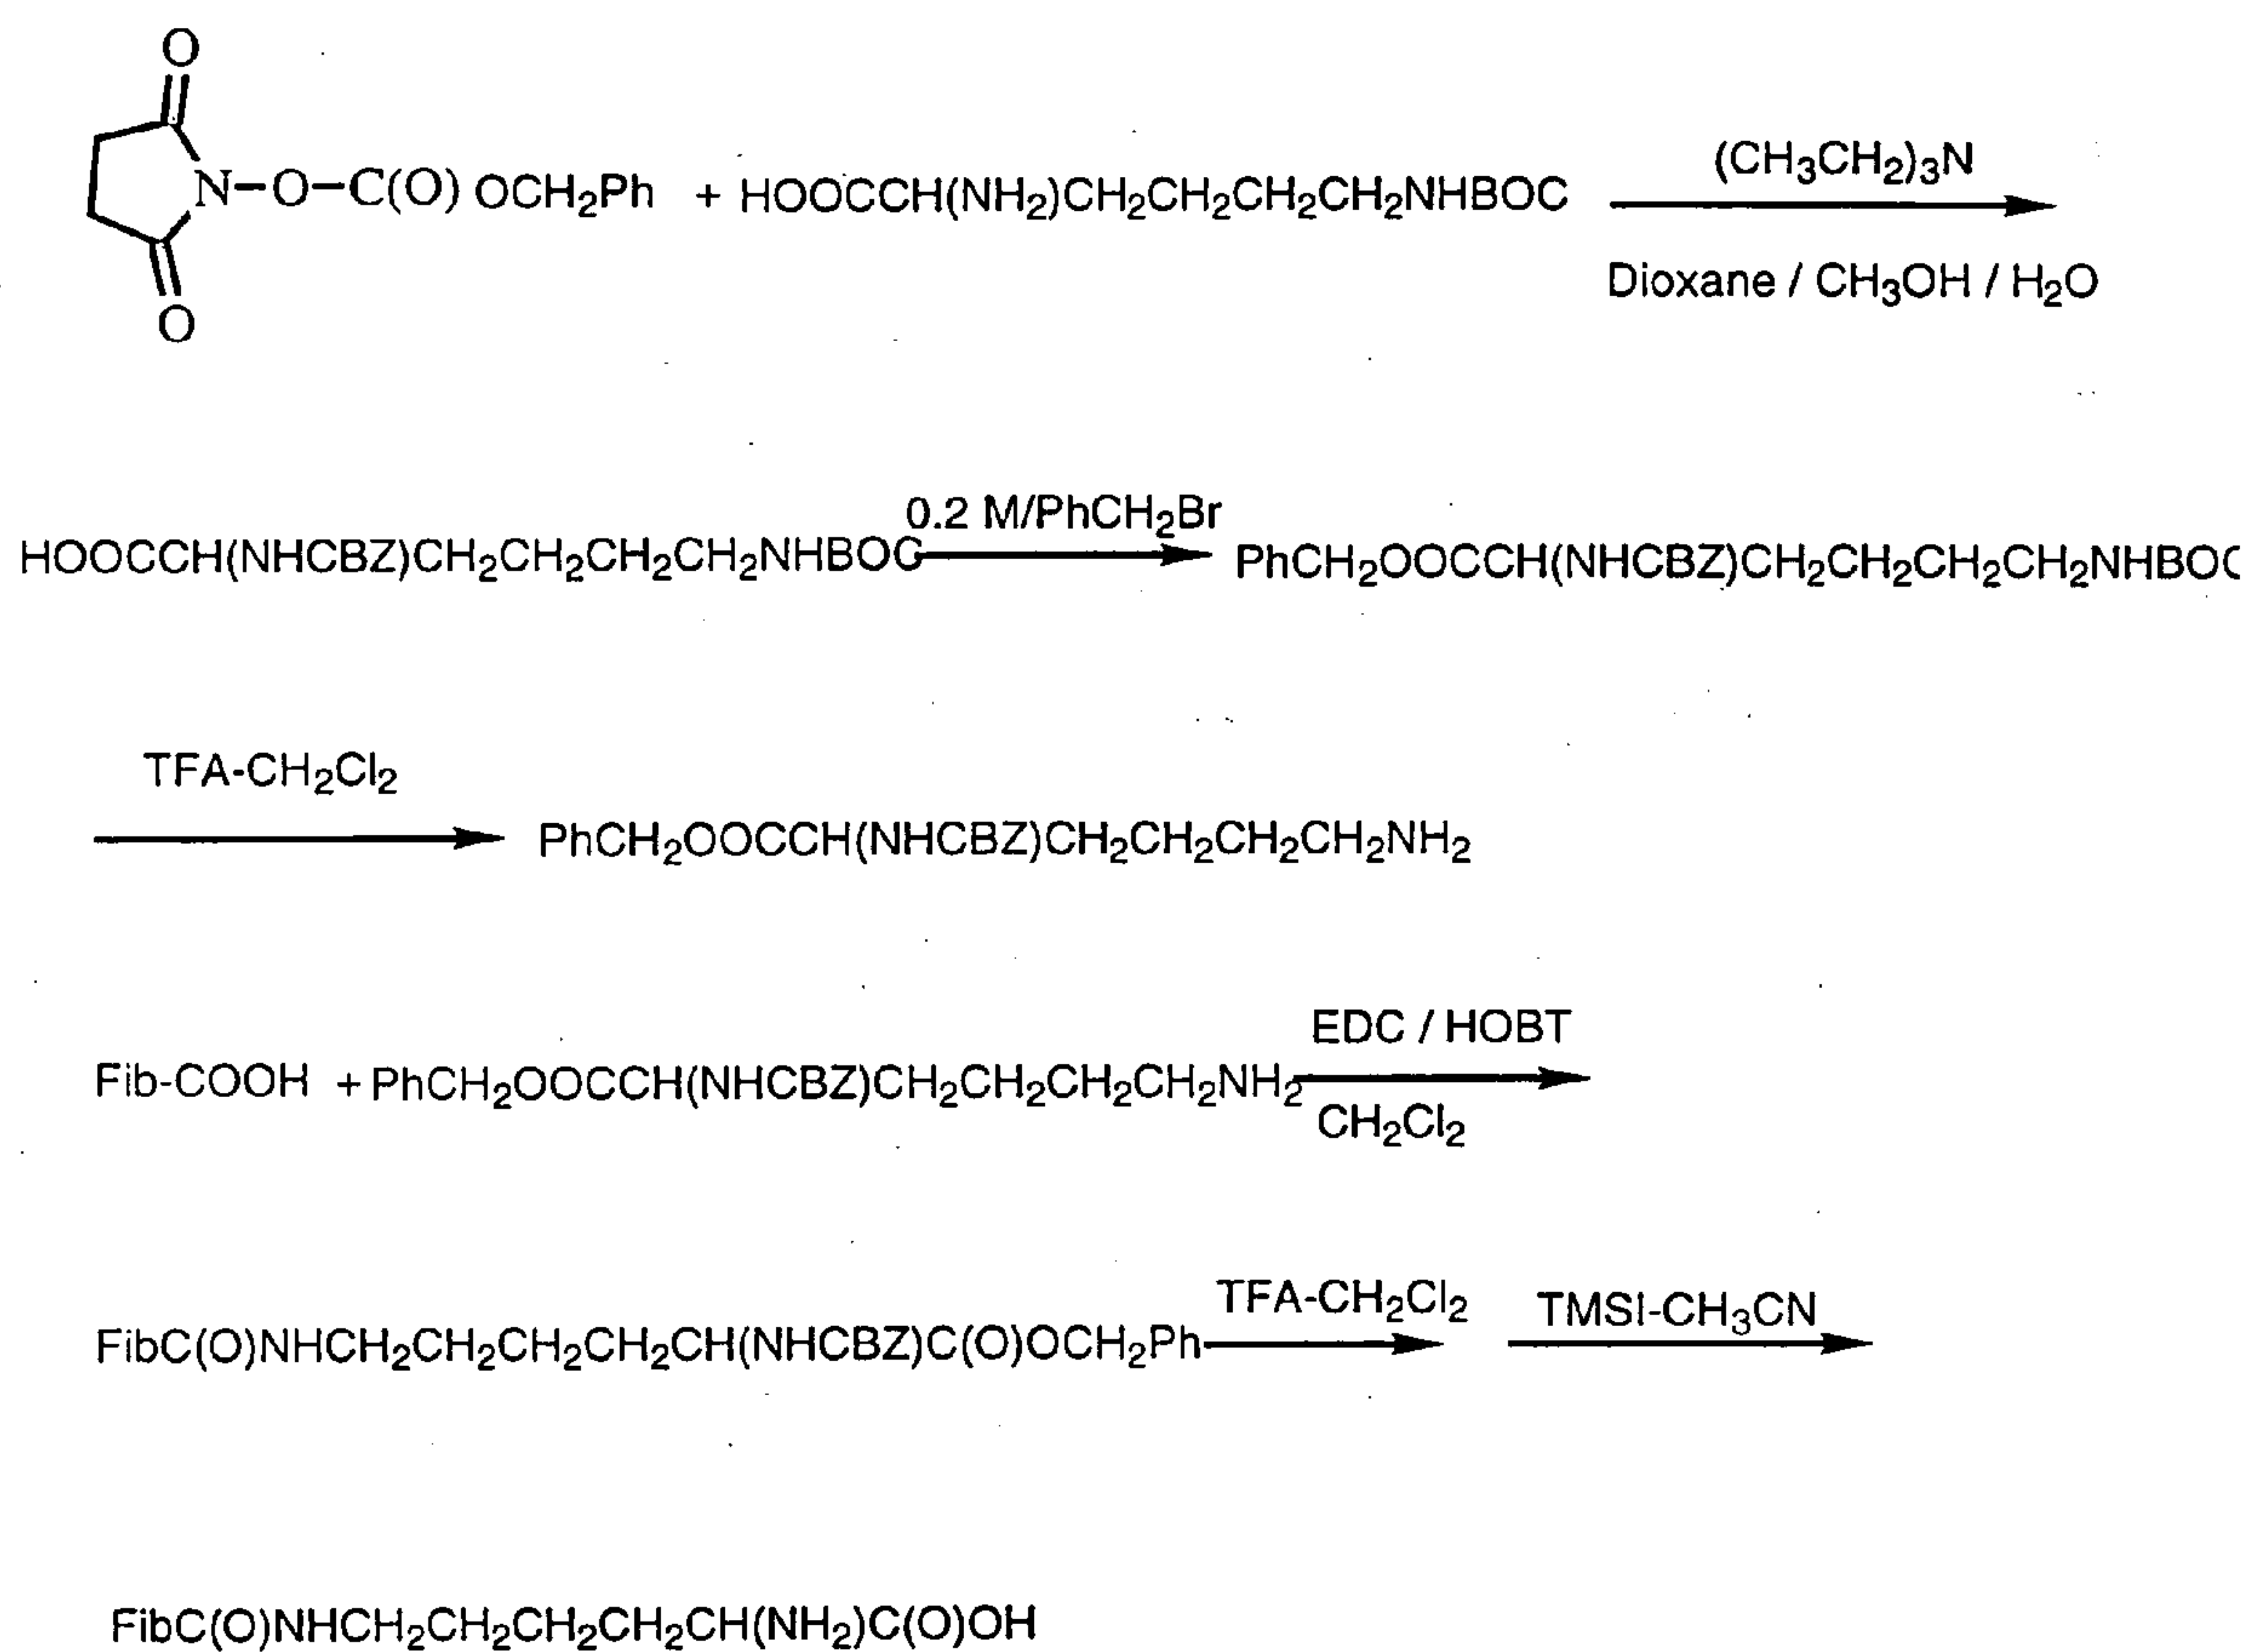 O
N-O-C(O) OCH2Ph + HOOCCH(NH2)CH2CH2CH2CH2NHBOC
(CH3CH2)3N
Dioxane / CH3OH / H2O
O
0.2 M/PhCH2Br
HOOCCH(NHCBZ)CH2CH2CH2CH2NHBOC
PhCH2OOCCH(NHCBZ)CH2CH2CH2CH2NHBOC
TFA-CH2Cl2
PhCH2OOCCH(NHCBZ)CH2CH2CH2CH2NH2
Fib-COOH + PhCH2OOCCH(NHCBZ)CH2CH2CH2CH2NH2
EDC / HOBT
CH2Cl2
FibC(O)NHCH2CH2CH2CH2CH(NHCBZ)C(O)OCH2Ph
TFA-CH2Cl2
TMSI-CH3CN
FibC(O)NHCH2CH2CH2CH2CH(NH2)C(O)OH